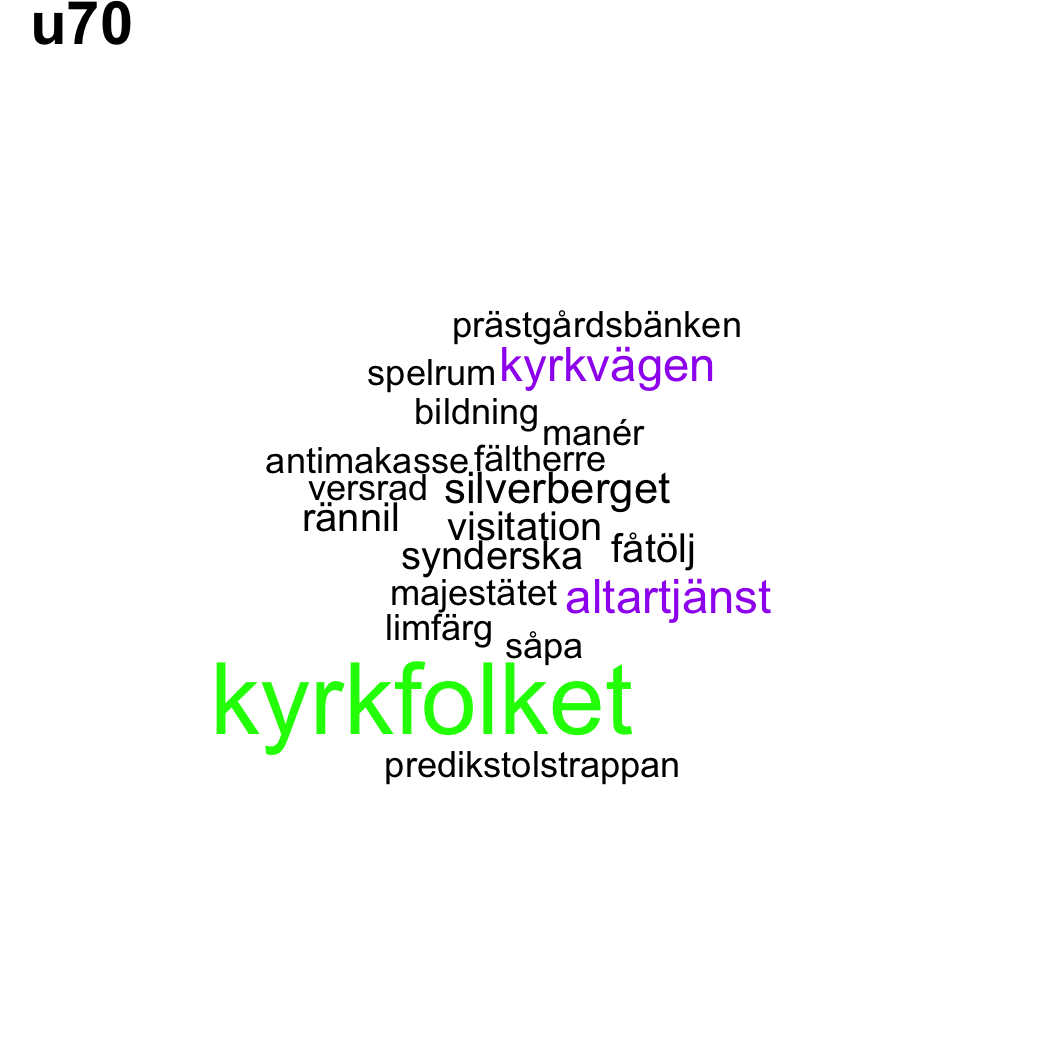 u70
prästgårdsbänken
spelrum kyrkvägen
bildning
manér
antimakasse fältherre
versrad silverberget
rännil visitation
synderska fåtölj
majestätet altartjänst
limfärg
såpa
kyrkfolket
predikstolstrappan